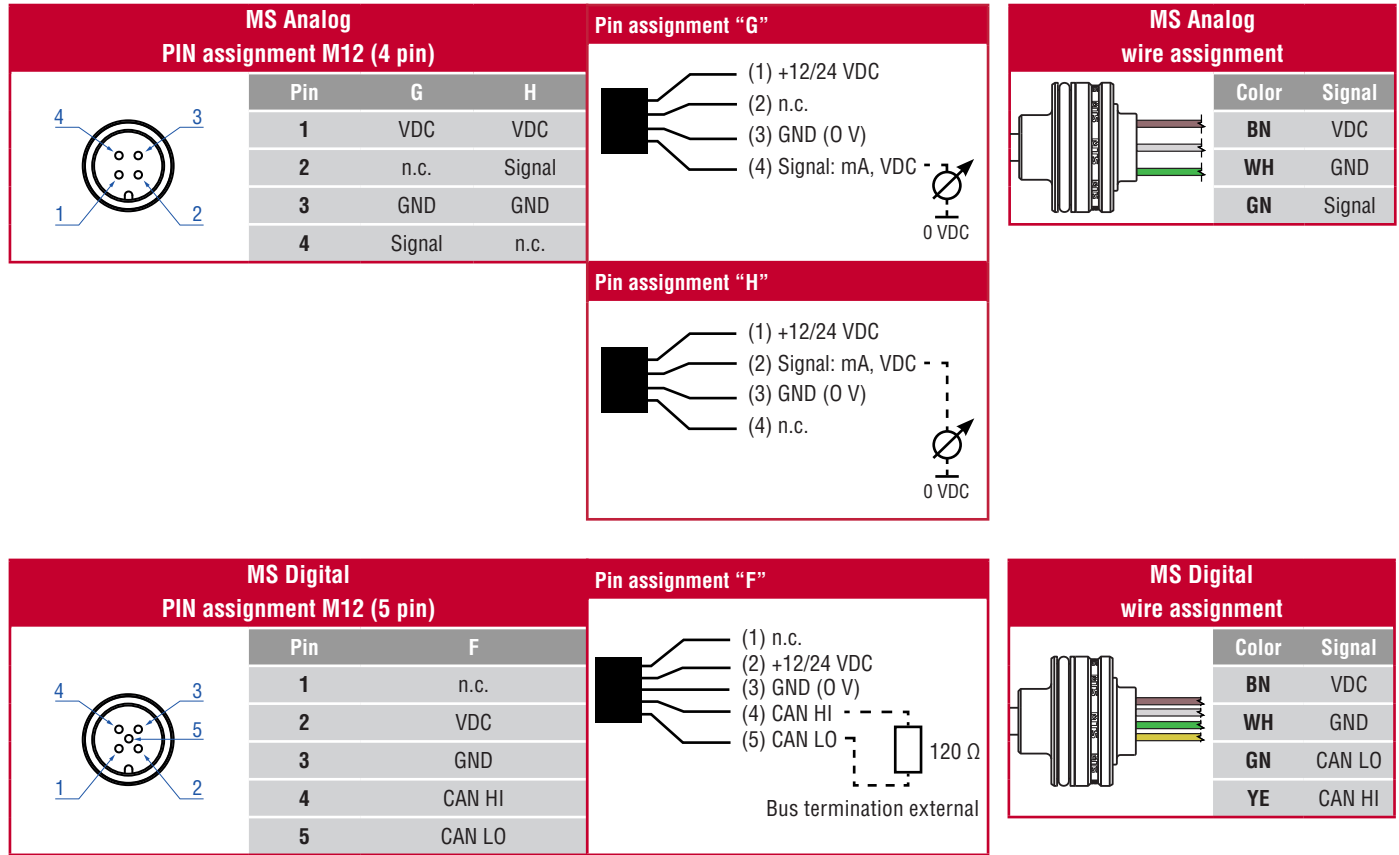 MS Analog
PIN assignment M12 (4 pin)
4
3
1
2
Pin G H
1 VDC VDC
2 n.c. Signal
3 GND GND
4 Signal n.c.
Pin assignment “G”
(1) +12/24 VDC
(2) n.c.
(3) GND (O V)
(4) Signal: mA, VDC
0 VDC
Pin assignment “H”
(1) +12/24 VDC
(2) Signal: mA, VDC
(3) GND (O V)
(4) n.c.
0 VDC
MS Analog
wire assignment
Color Signal
BN VDC
WH GND
GN Signal
MS Digital
PIN assignment M12 (5 pin)
4
3
5
1
2
Pin F
1 n.c.
2 VDC
3 GND
4 CAN HI
5 CAN LO
Pin assignment “F”
(1) n.c.
(2) +12/24 VDC
(3) GND (O V)
(4) CAN HI
(5) CAN LO
120 Ω
Bus termination external
MS Digital
wire assignment
Color Signal
BN VDC
WH GND
GN CAN LO
YE CAN HI